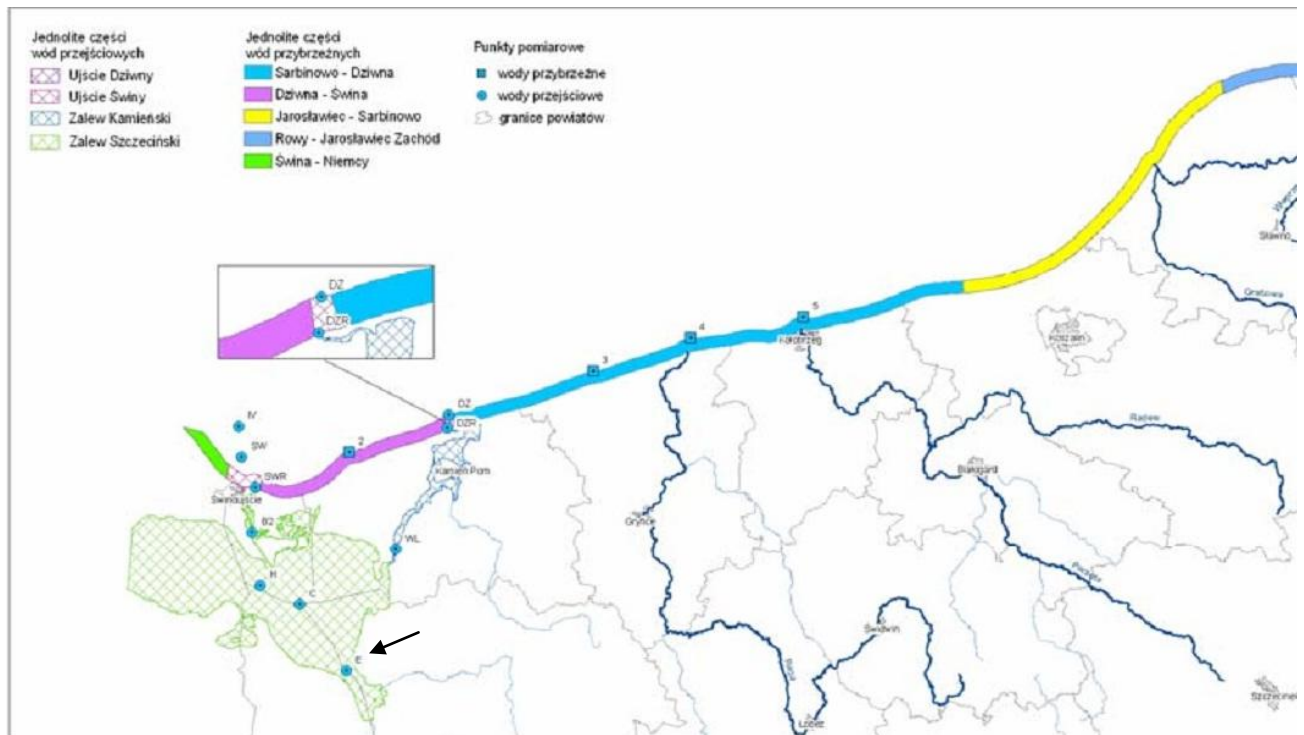 Jednolite części
wód przejściowych
Ujście Dziwny
Ujście Świny
Zalew Kamieński
Zalew Szczeciński
Jednolite części
wód przybrzeżnych
Sarbinowo - Dziwna
Dziwna - Świna
Jarosławiec - Sarbinowo
Rowy - Jarosławiec Zachód
Świna - Niemcy
Punkty pomiarowe
wody przybrzeżne
wody przejściowe
granice powiatów
Sławno
Grabowa
DZ
DZR
5
Kołobrzeg
4
Koszalin
3
DZ
DZR
IV
SW
2
Radew
Kamień Pom
Białogard
SWR
Świnoujście
Gryfice
B2
WL
H
C
Parsęta
Świdwin
E
Rega
Szczecinek
Łobez